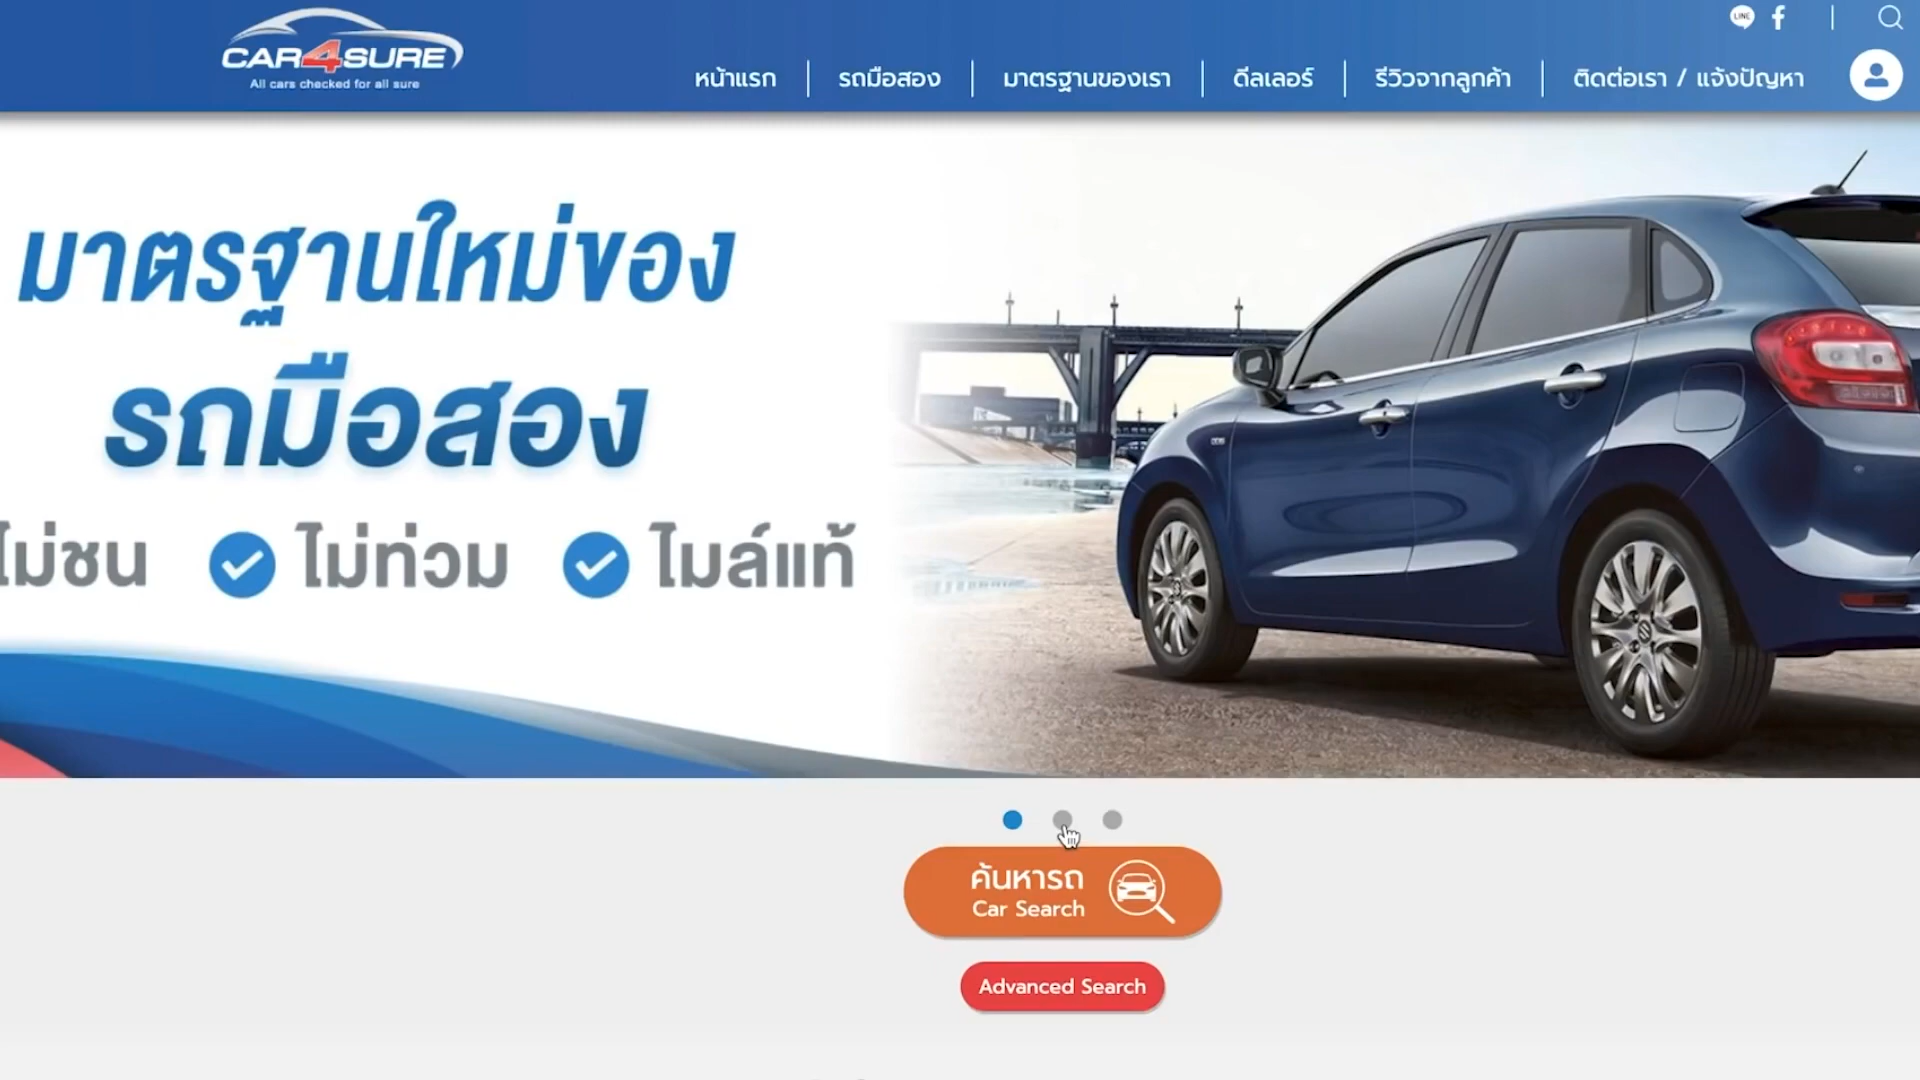 CAR4SURE
All cars checked for all sure
LINE
หน้าแรก
รถมือสอง
มาตรฐานของเรา
ดีลเลอร์
รีวิวจากลูกค้า
ติดต่อเรา / แจ้งปัญหา
มาตรฐานใหม่ของ
รถมือสอง
ไม่ชน ไม่ท่วม ไมล์แท้
ค้นหารถ
Car Search
Advanced Search